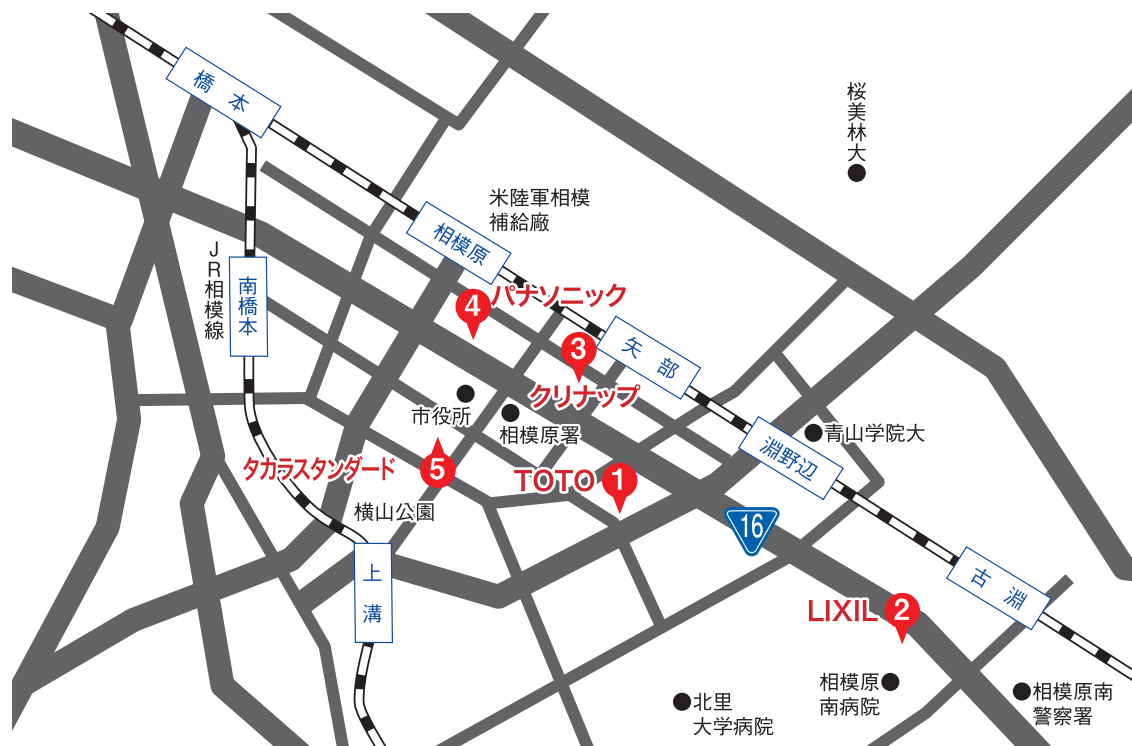 橋本
桜美林大
米陸軍相模
補給廠
相模原
JR相模線
南橋本
4
パナソニック
3
矢部
クリナップ
市役所
相模原署
淵野辺
青山学院大
タカラスタンダード
5
TOTO
1
横山公園
16
上溝
古淵
LIXIL
2
相模原
南病院
相模原南
警察署
北里
大学病院